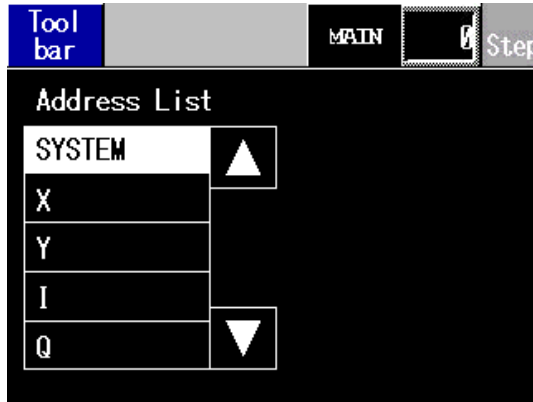 Tool
bar
MAIN
0
Step
Address List
SYSTEM
X
Y
I
Q